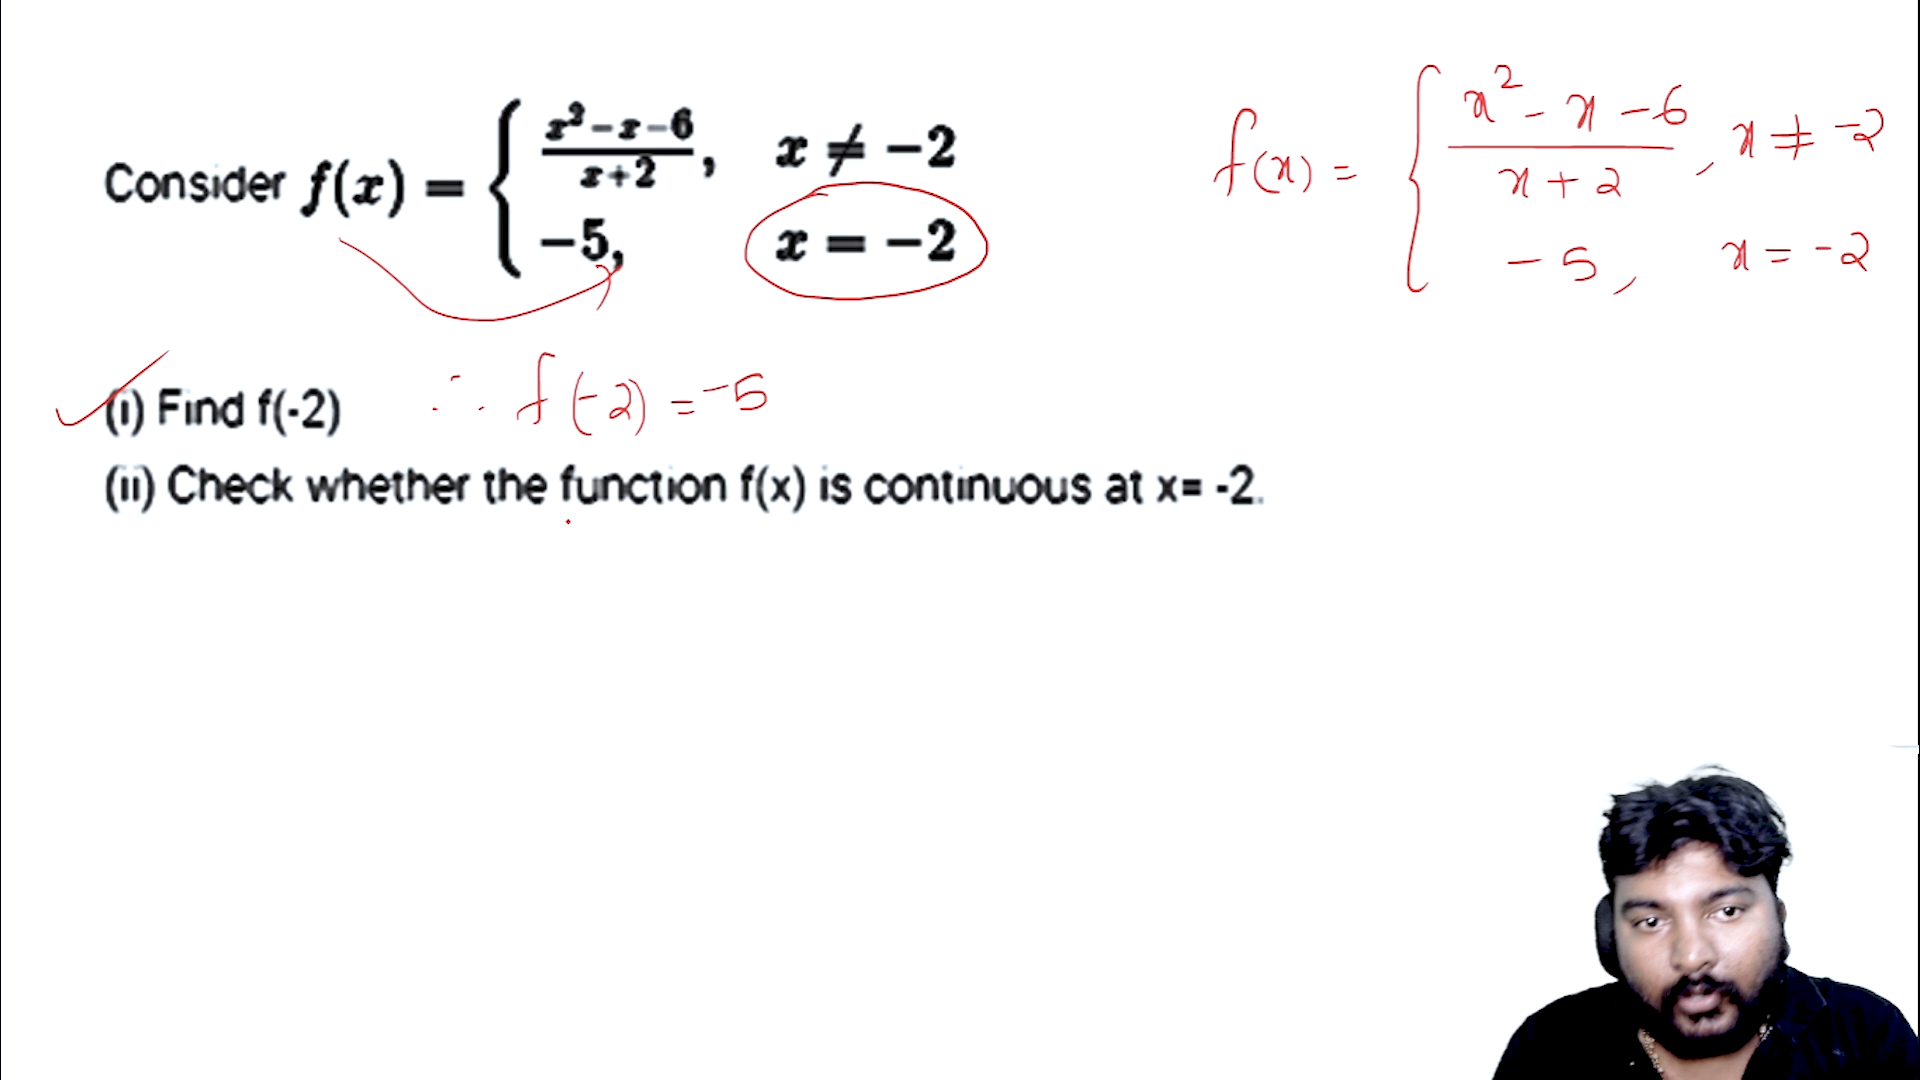 Consider f(x) = { x²-x-6 / x+2, x ≠ -2
-5, x = -2
f(x) = { x² - x - 6 / x + 2, x ≠ -2
-5, x = -2
(i) Find f(-2) ∴ f(-2) = -5
(ii) Check whether the function f(x) is continuous at x= -2.